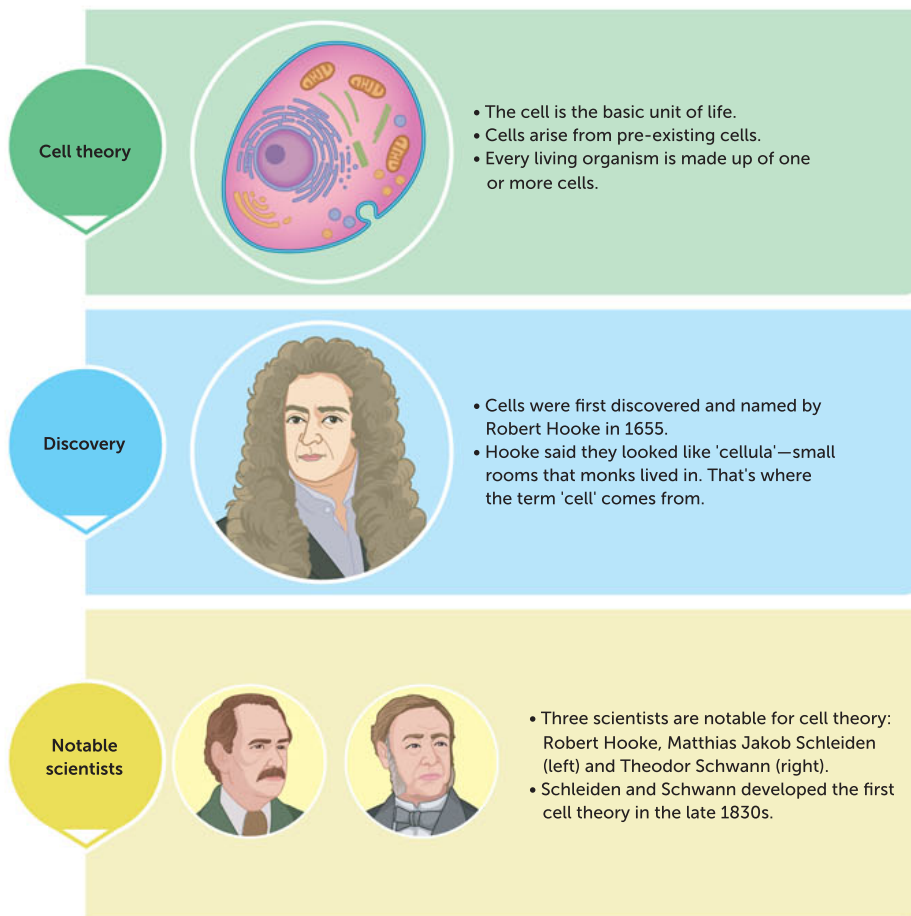 Cell theory
• The cell is the basic unit of life.
• Cells arise from pre-existing cells.
• Every living organism is made up of one
or more cells.
Discovery
• Cells were first discovered and named by
Robert Hooke in 1655.
• Hooke said they looked like 'cellula'—small
rooms that monks lived in. That's where
the term 'cell' comes from.
Notable
scientists
• Three scientists are notable for cell theory:
Robert Hooke, Matthias Jakob Schleiden
(left) and Theodor Schwann (right).
• Schleiden and Schwann developed the first
cell theory in the late 1830s.